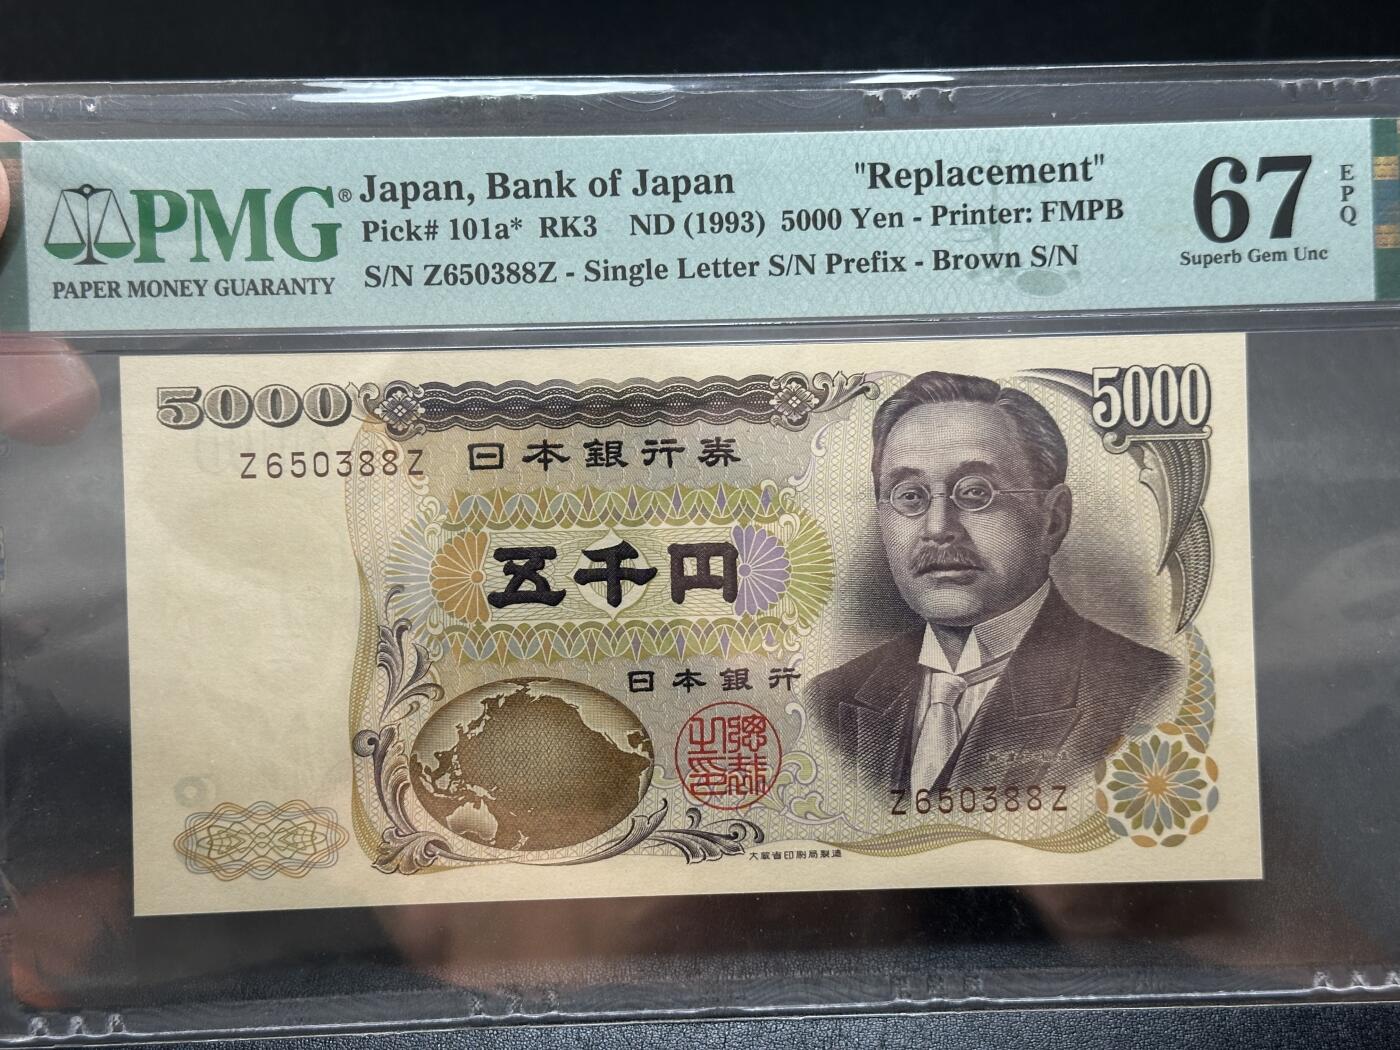 PMG®
PAPER MONEY GUARANTY
Japan, Bank of Japan "Replacement"
Pick# 101a* RK3 ND (1993) 5000 Yen - Printer: FMPB
S/N Z650388Z - Single Letter S/N Prefix - Brown S/N
67
EPQ
Superb Gem Unc
5000
5000
Z650388Z
日本銀行券
五千円
日本銀行
Z650388Z
大蔵省印刷局製造